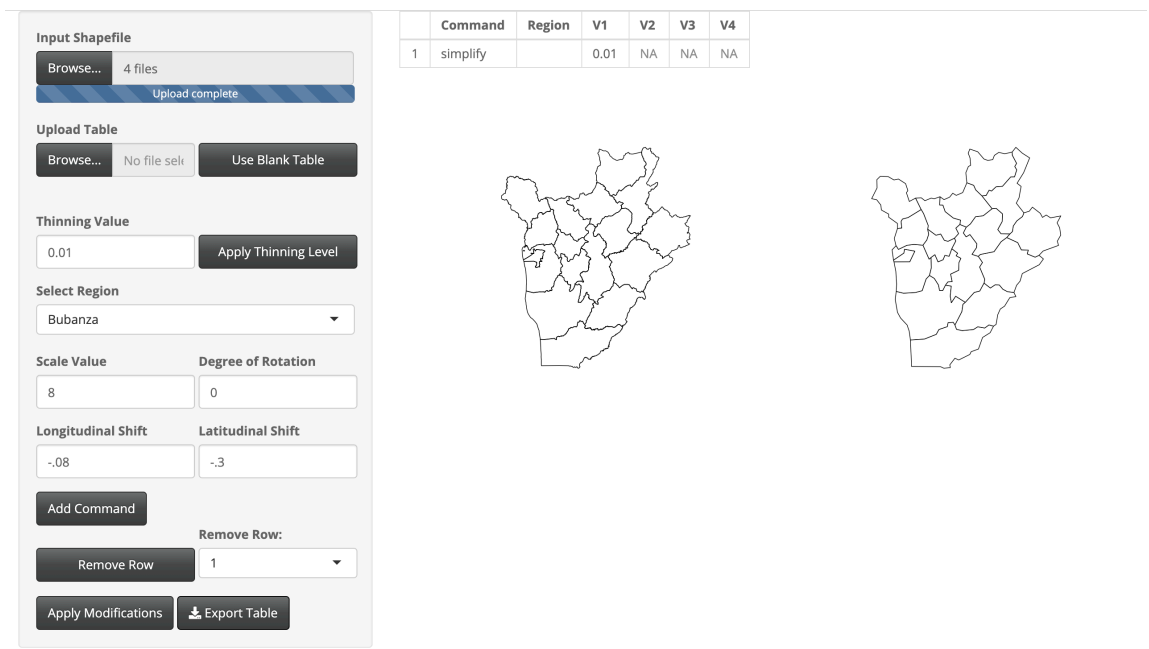 Input Shapefile
Browse... 4 files
Upload complete
Upload Table
Browse... No file sele Use Blank Table
Thinning Value
0.01 Apply Thinning Level
Select Region
Bubanza
Scale Value Degree of Rotation
8 0
Longitudinal Shift Latitudinal Shift
-.08 -.3
Add Command
Remove Row:
Remove Row 1
Apply Modifications Export Table
Command Region V1 V2 V3 V4
1 simplify 0.01 NA NA NA